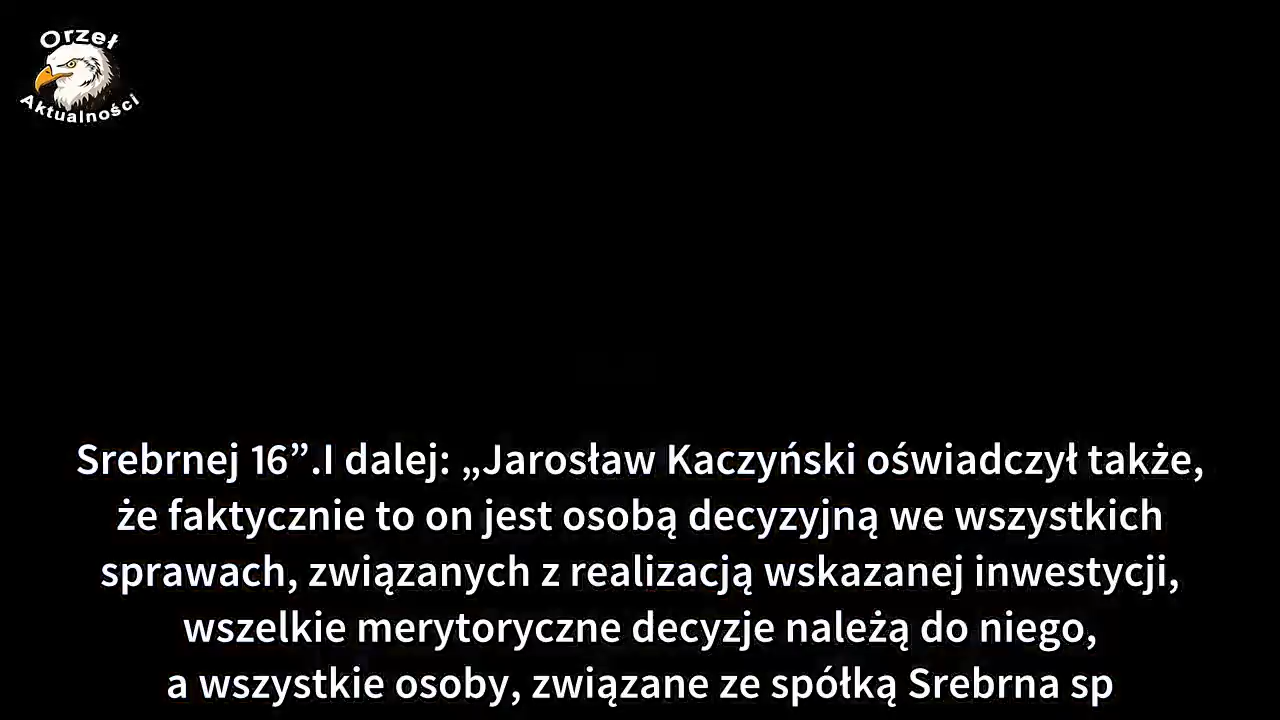 Orzeł
Aktualności
Srebrnej 16”.I dalej: „Jarosław Kaczyński oświadczył także,
że faktycznie to on jest osobą decyzyjną we wszystkich
sprawach, związanych z realizacją wskazanej inwestycji,
wszelkie merytoryczne decyzje należą do niego,
a wszystkie osoby, związane ze spółką Srebrna sp